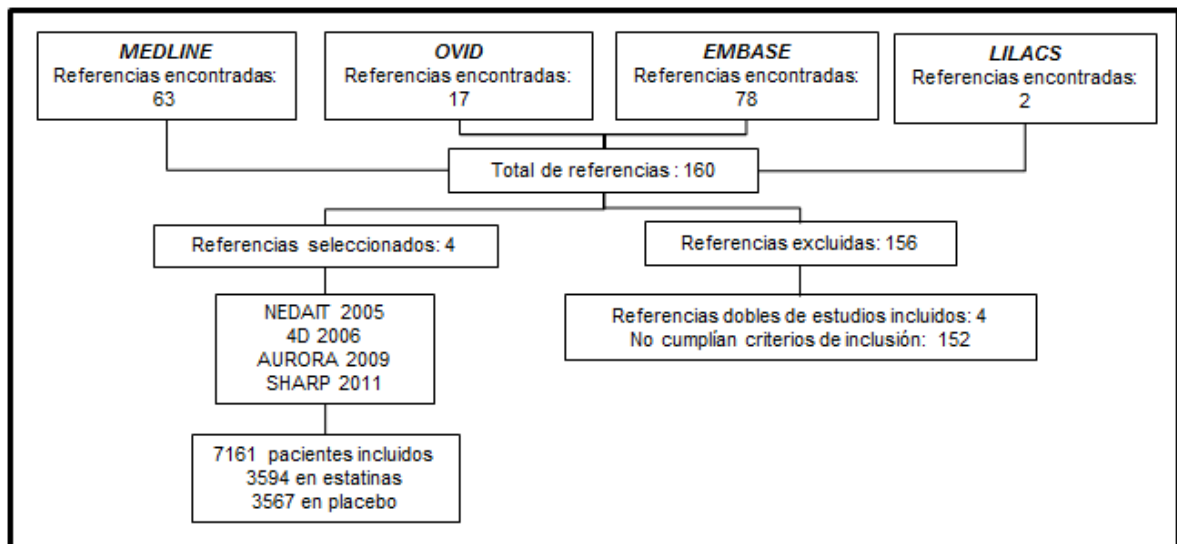 MEDLINE
Referencias encontradas:
63
OVID
Referencias encontradas:
17
EMBASE
Referencias encontradas:
78
LILACS
Referencias encontradas:
2
Total de referencias : 160
Referencias seleccionados: 4
Referencias excluidas: 156
NEDAIT 2005
4D 2006
AURORA 2009
SHARP 2011
Referencias dobles de estudios incluidos: 4
No cumplían criterios de inclusión: 152
7161 pacientes incluidos
3594 en estatinas
3567 en placebo